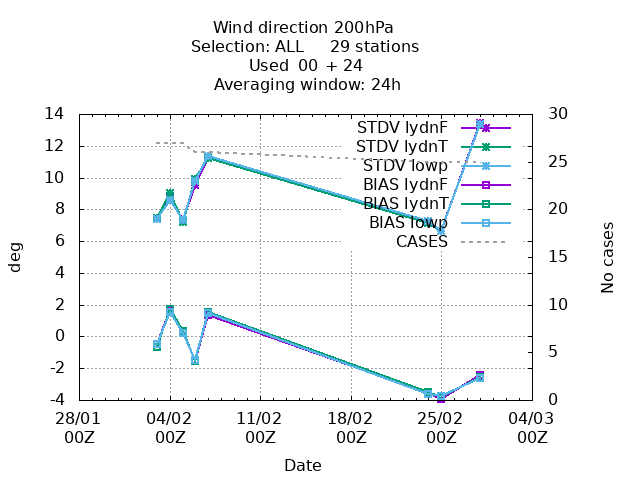 Wind direction 200hPa
Selection: ALL 29 stations
Used 00 + 24
Averaging window: 24h
14
12
10
8
6
4
2
0
-2
-4
30
25
20
15
10
5
0
deg
No cases
STDV lydnF
STDV lydnT
STDV lowp
BIAS lydnF
BIAS lydnT
BIAS lowp
CASES
28/01 04/02 11/02 18/02 25/02 04/03
00Z 00Z 00Z 00Z 00Z 00Z
Date